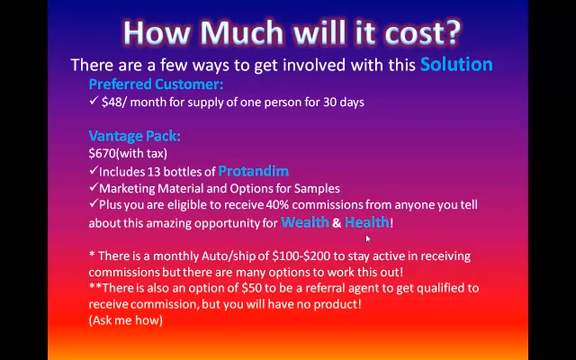 How Much will it cost?
There are a few ways to get involved with this Solution
Preferred Customer:
✓ $48/ month for supply of one person for 30 days
Vantage Pack:
$670(with tax)
✓Includes 13 bottles of Protandim
✓Marketing Material and Options for Samples
✓Plus you are eligible to receive 40% commissions from anyone you tell
about this amazing opportunity for Wealth & Health!
* There is a monthly Auto/ship of $100-$200 to stay active in receiving
commissions but there are many options to work this out!
**There is also an option of $50 to be a referral agent to get qualified to
receive commission, but you will have no product!
(Ask me how)